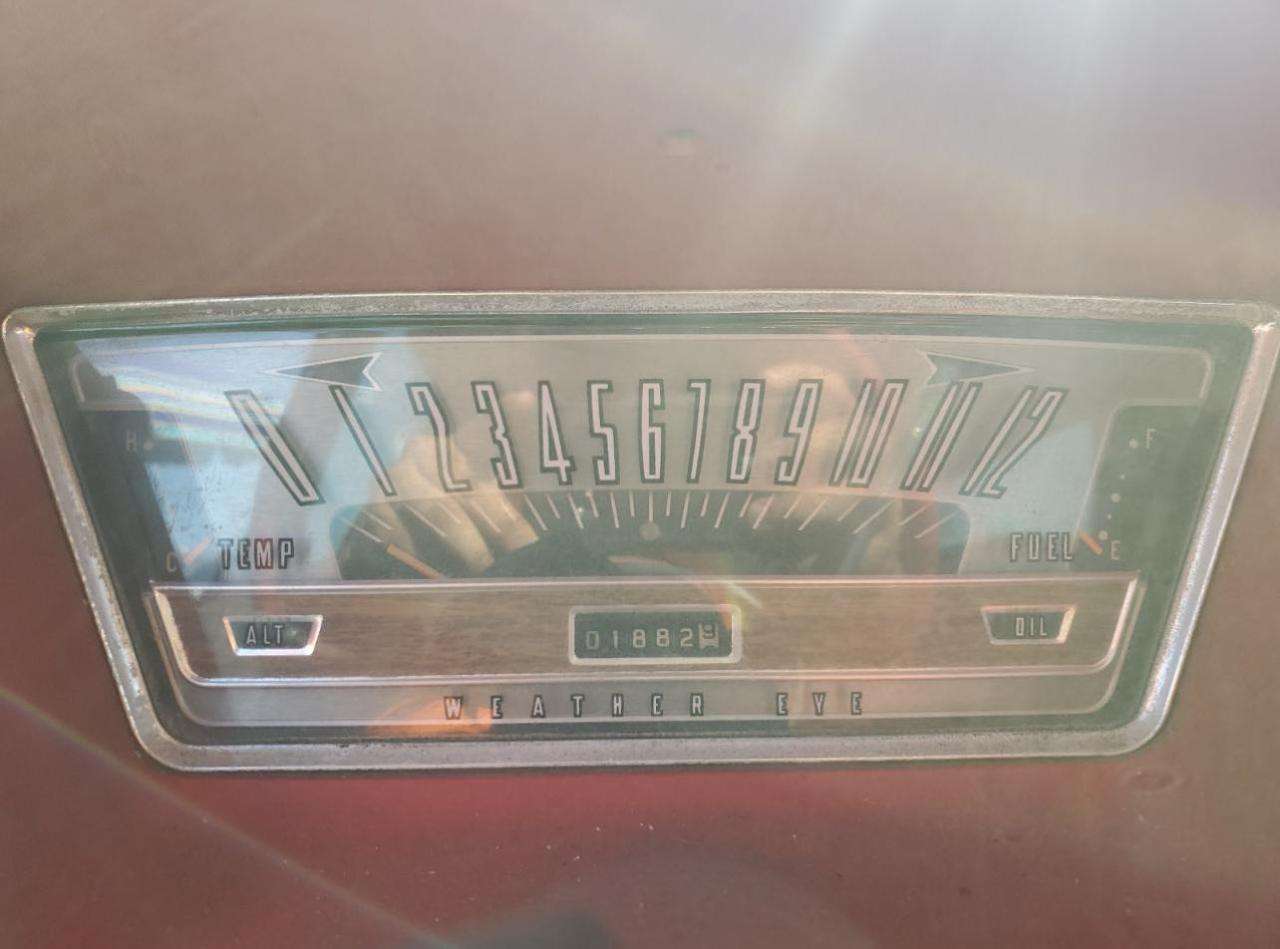 0 1 2 3 4 5 6 7 8 9 10 11 12
H F
C TEMP FUEL E
ALT 01882 OIL
WEATHER EYE